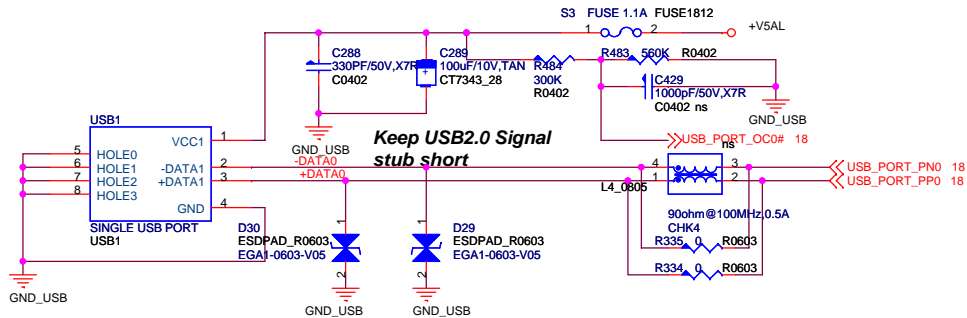 S3 FUSE 1.1A FUSE1812
1 2 +V5AL
C288
330PF/50V,X7R
C0402
C289
100uF/10V,TAN
CT7343_28
R484
300K
R0402
R483 560K R0402
C429
1000pF/50V,X7R
C0402 ns
GND_USB
GND_USB
USB_PORT_OC0# 18
Keep USB2.0 Signal
stub short
USB1
VCC1 1
5 HOLE0
6 HOLE1 -DATA1 2 -DATA0
7 HOLE2 +DATA1 3 +DATA0
8 HOLE3
GND 4
SINGLE USB PORT
USB1
ns
4 3 USB_PORT_PN0 18
1 2 USB_PORT_PP0 18
L4_0805
90ohm@100MHz,0.5A
CHK4
R335 0 R0603
R334 0 R0603
1
D30
ESDPAD_R0603
EGA1-0603-V05
2
1
D29
ESDPAD_R0603
EGA1-0603-V05
2
GND_USB
GND_USB
GND_USB